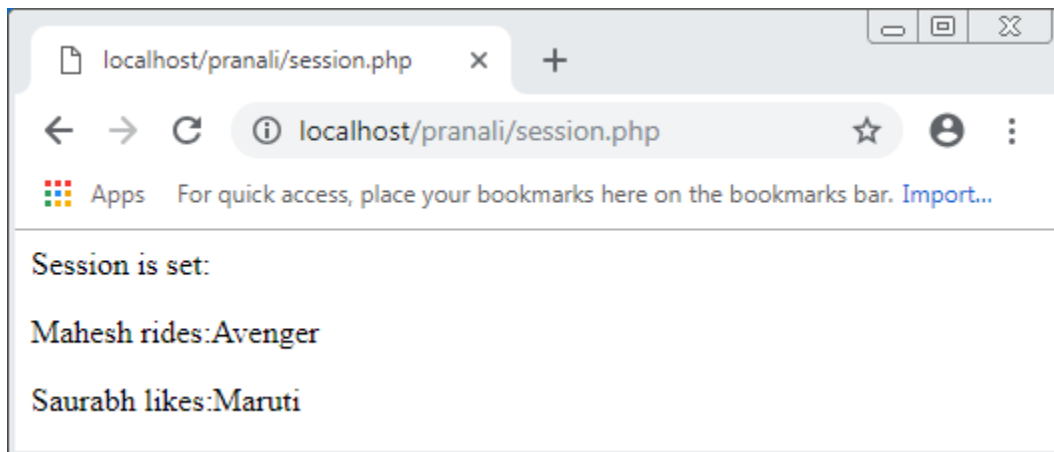 localhost/pranali/session.php
localhost/pranali/session.php
Apps For quick access, place your bookmarks here on the bookmarks bar. Import...
Session is set:
Mahesh rides:Avenger
Saurabh likes:Maruti